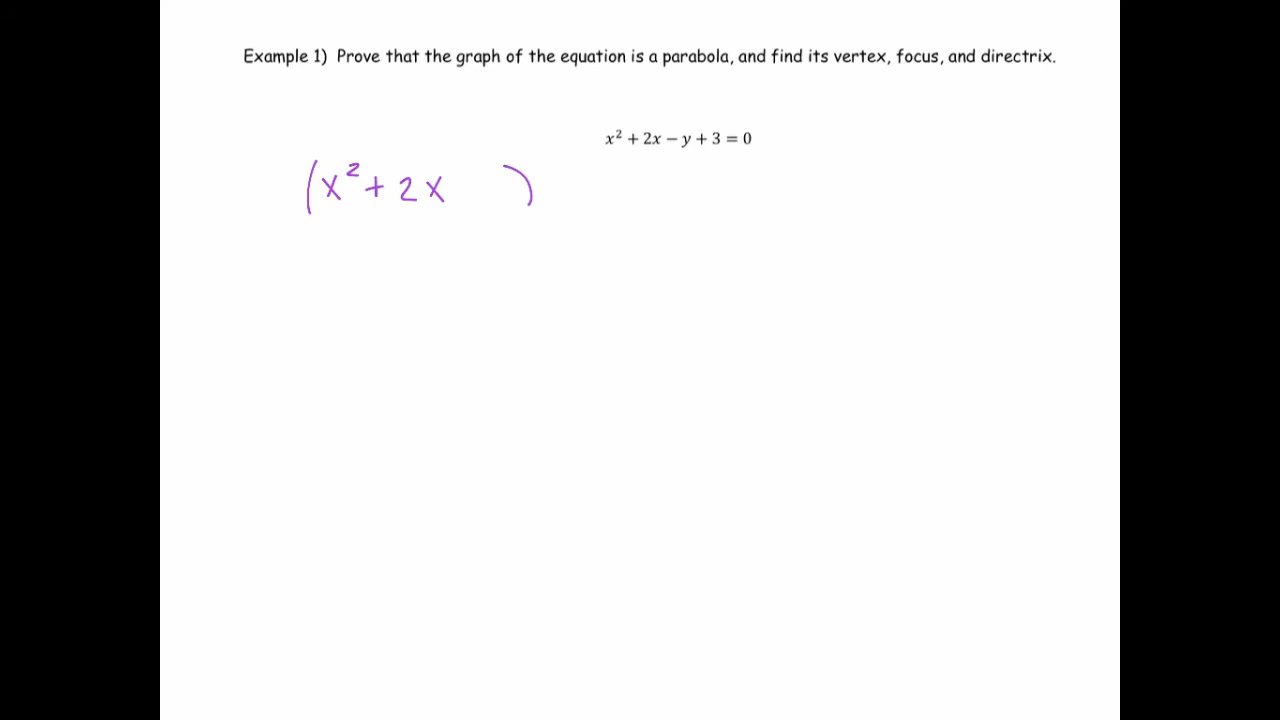 Example 1) Prove that the graph of the equation is a parabola, and find its vertex, focus, and directrix.
x² + 2x − y + 3 = 0
(x² + 2x )